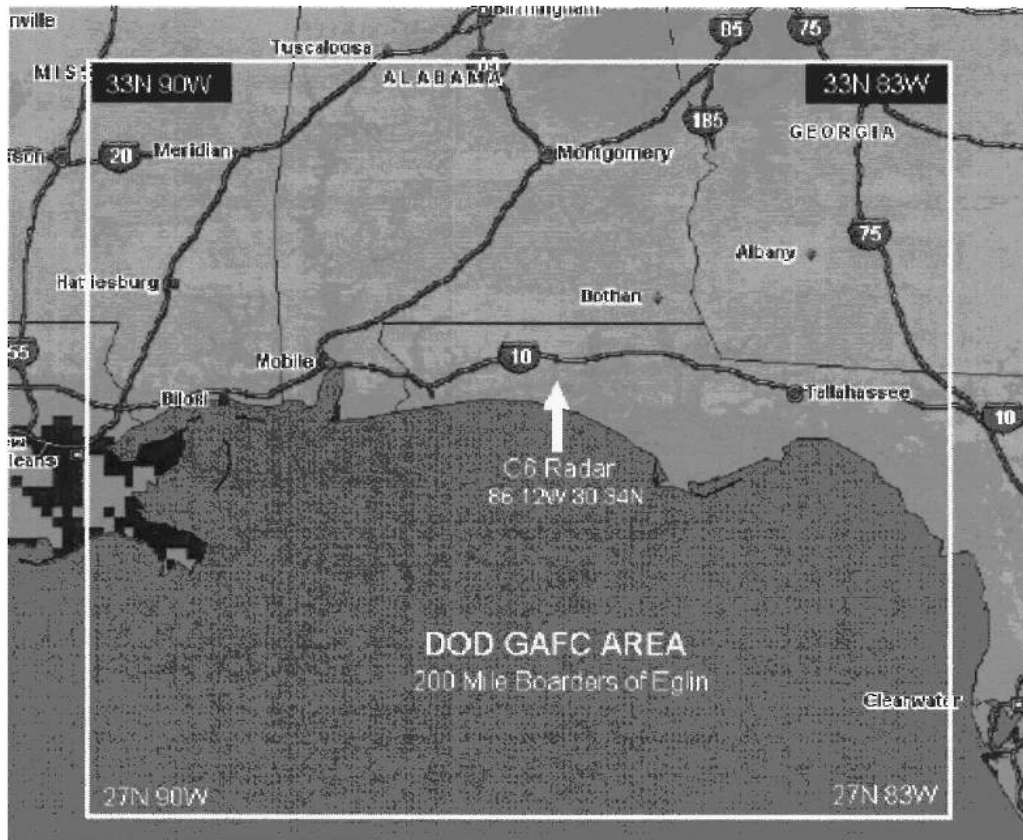 Tuscaloosa
85
75
ALABAMA
33N 90W
33N 83W
185
GEORGIA
20
Meridian
Montgomery
75
Albany
Hattiesburg
Dothan
55
Mobile
10
Biloxi
Tallahassee
10
C6 Radar
86.12W 30.34N
DOD GAFC AREA
200 Mile Boarders of Eglin
Clearwater
27N 90W
27N 83W